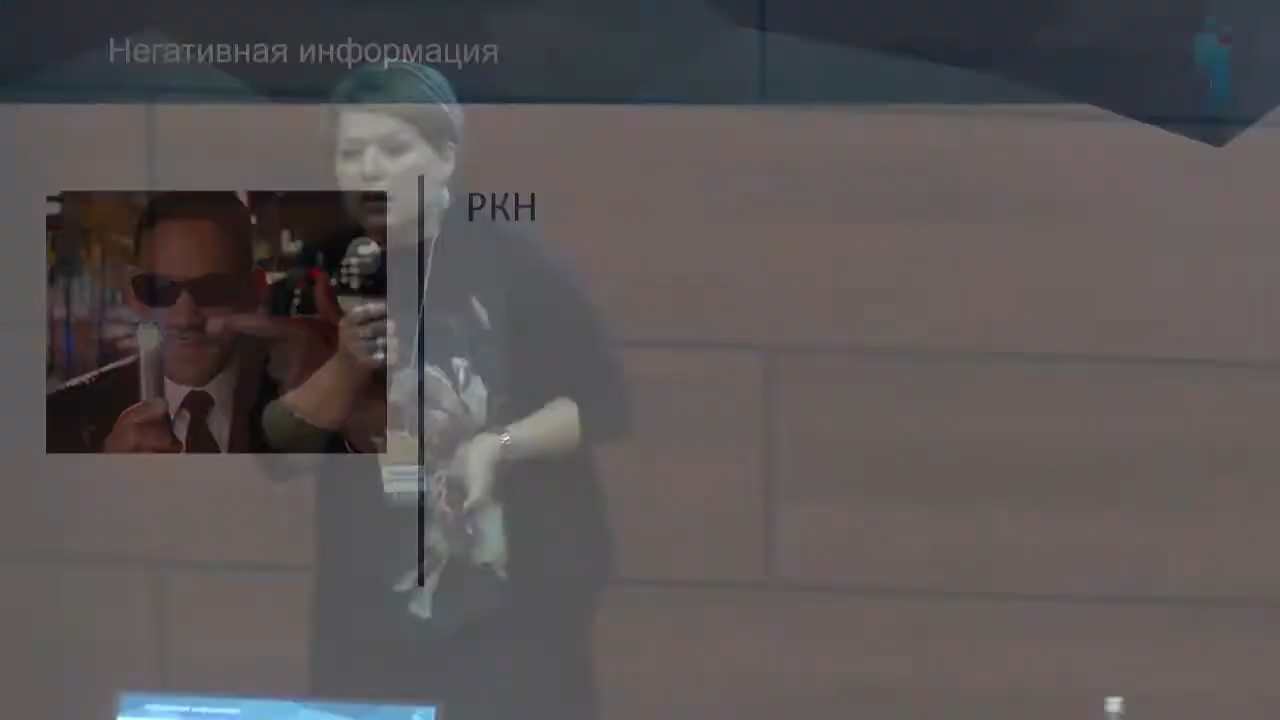 Негативная информация
РКН